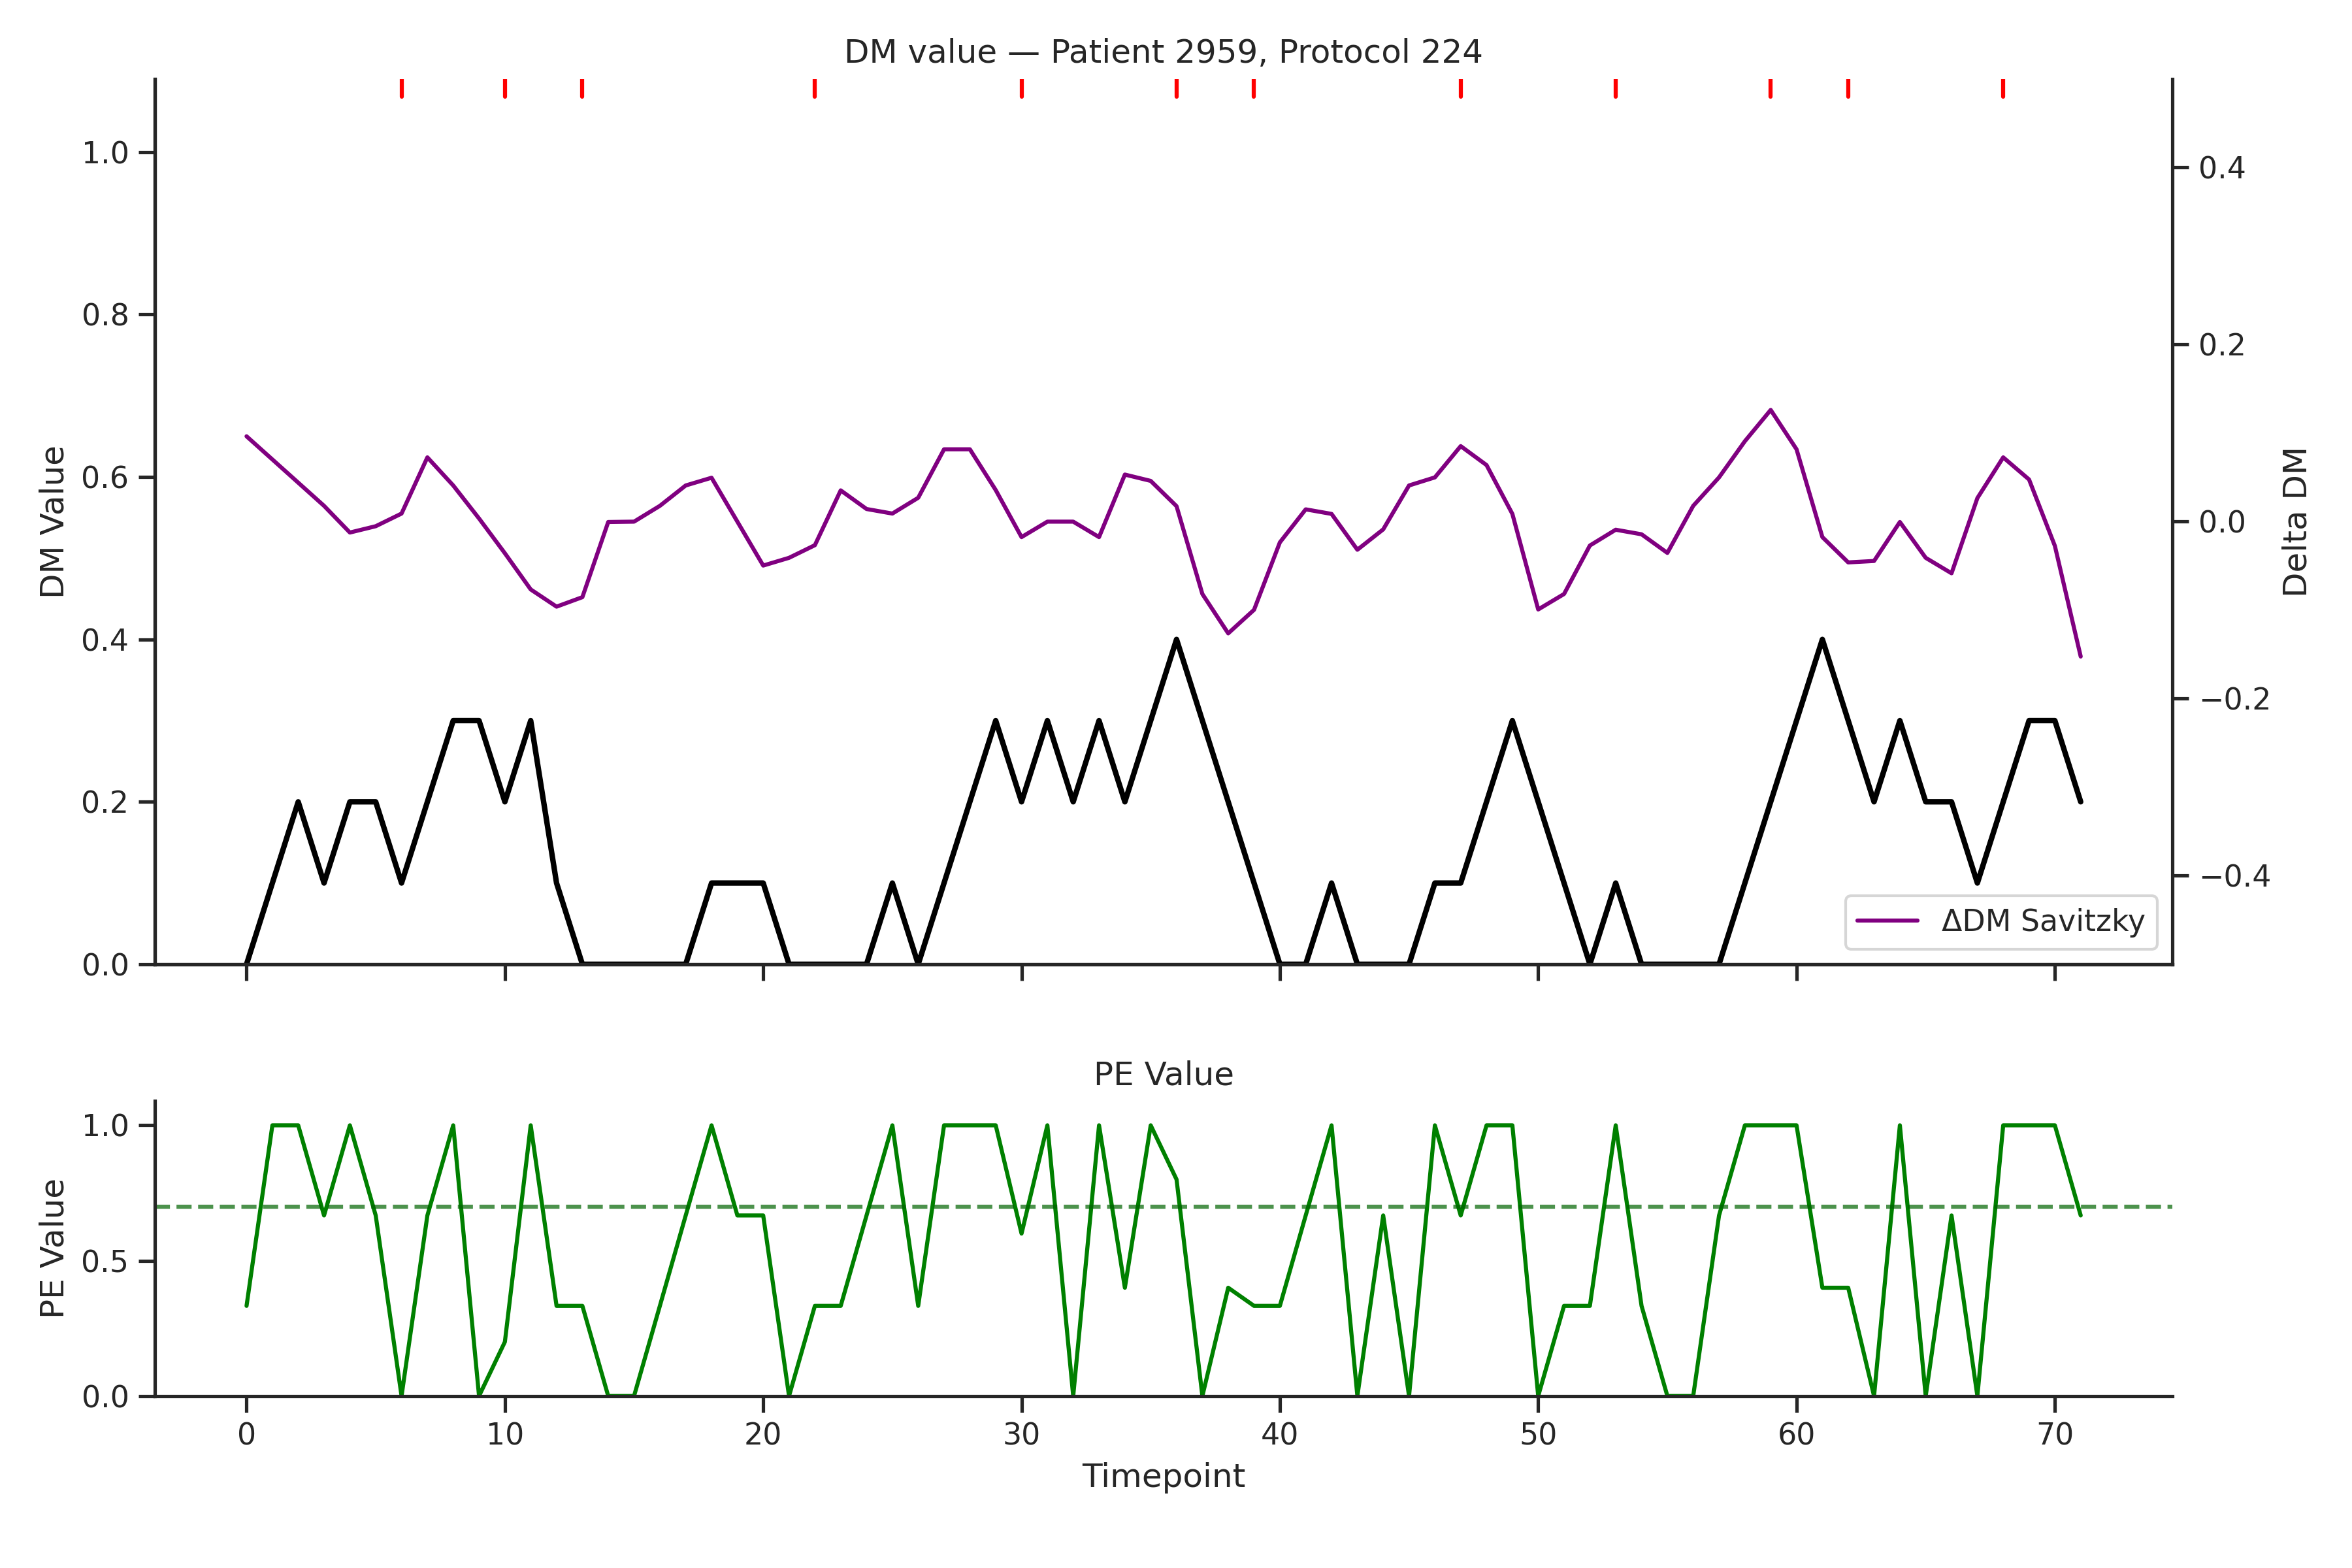 DM value — Patient 2959, Protocol 224
1.0
0.8
0.6
0.4
0.2
0.0
DM Value
0.4
0.2
0.0
−0.2
−0.4
Delta DM
ΔDM Savitzky
PE Value
1.0
0.5
0.0
PE Value
0 10 20 30 40 50 60 70
Timepoint